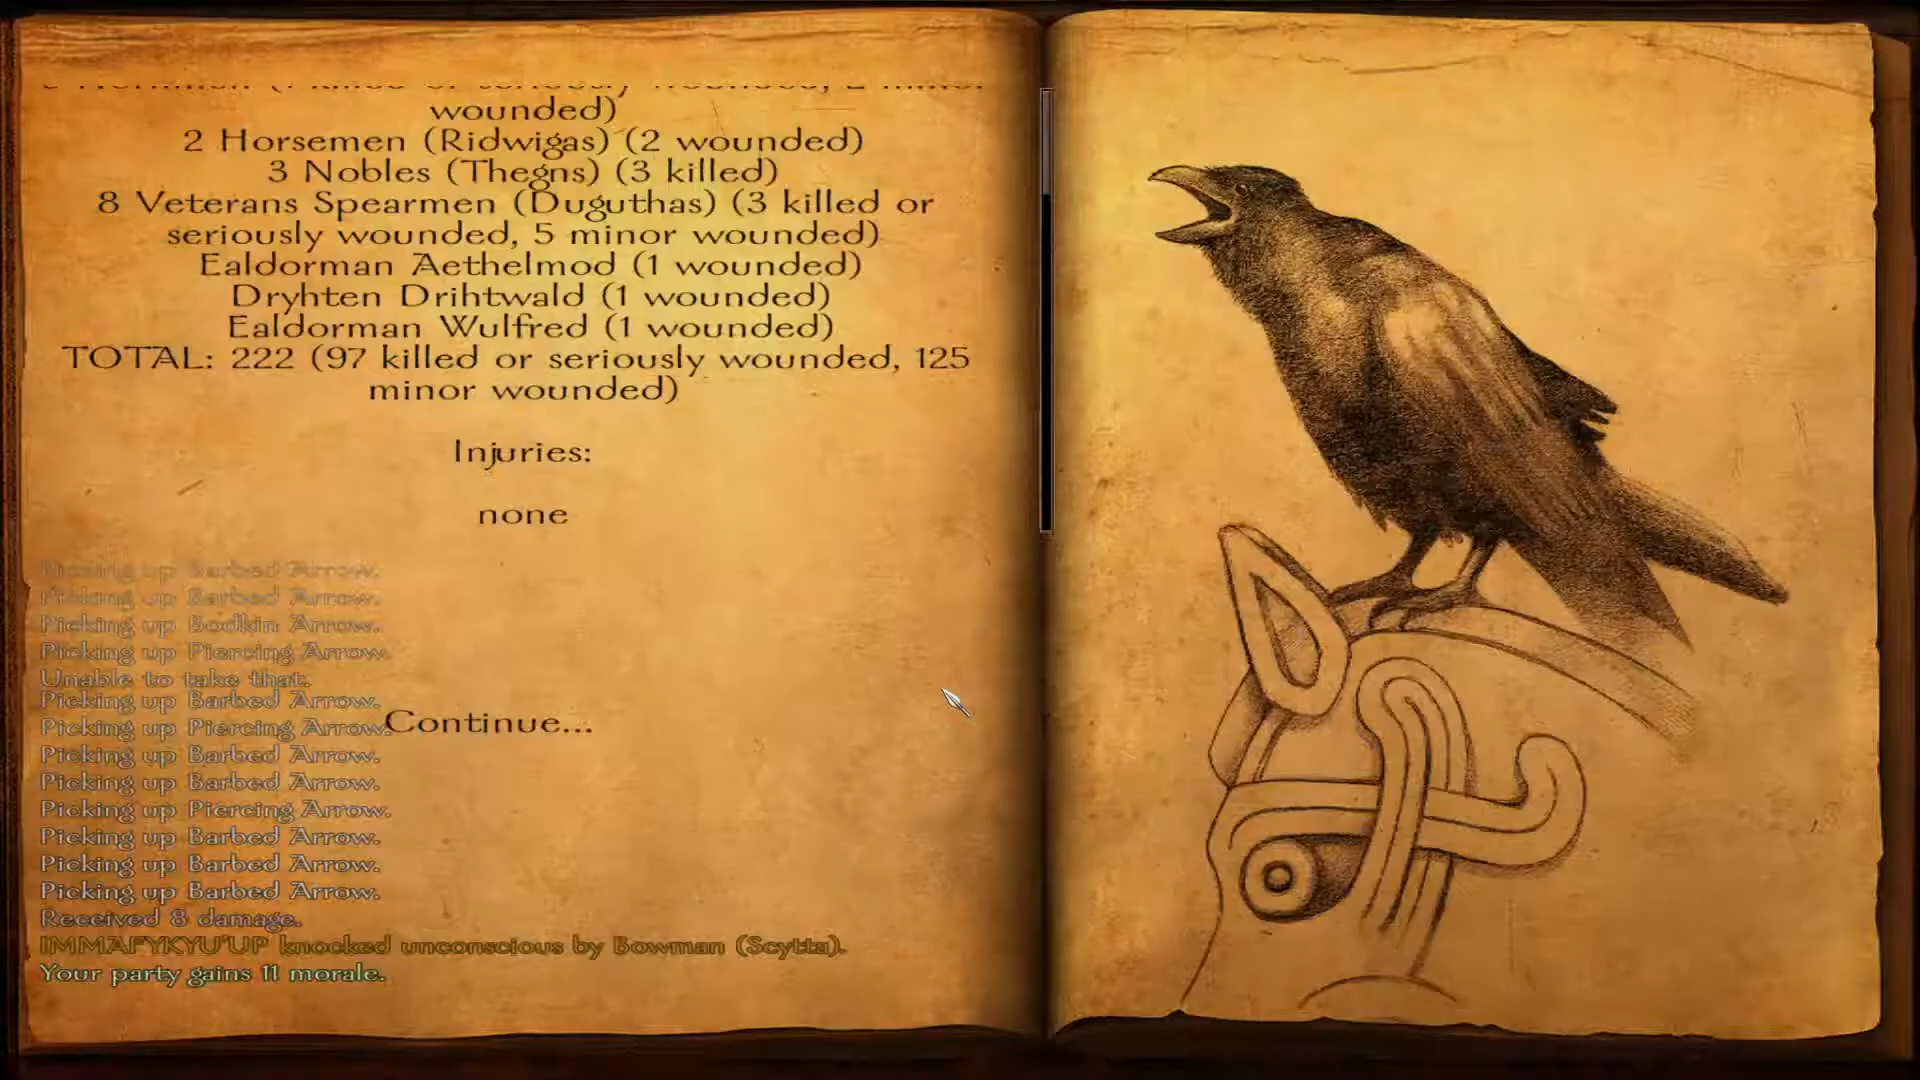 wounded)
2 Horsemen (Ridwigas) (2 wounded)
3 Nobles (Thegns) (3 killed)
8 Veterans Spearmen (Duguthas) (3 killed or
seriously wounded, 5 minor wounded)
Ealdorman Aethelmod (1 wounded)
Dryhten Drihtwald (1 wounded)
Ealdorman Wulfred (1 wounded)
TOTAL: 222 (97 killed or seriously wounded, 125
minor wounded)
Injuries:
none
Picking up Barbed Arrow.
Picking up Barbed Arrow.
Picking up Bodkin Arrow.
Picking up Piercing Arrow.
Unable to take that.
Picking up Barbed Arrow.
Picking up Piercing Arrow.
Continue...
Picking up Barbed Arrow.
Picking up Barbed Arrow.
Picking up Piercing Arrow.
Picking up Barbed Arrow.
Picking up Barbed Arrow.
Picking up Barbed Arrow.
Received 8 damage.
IMMAFYKYU'UP knocked unconscious by Bowman (Scytta).
Your party gains 11 morale.